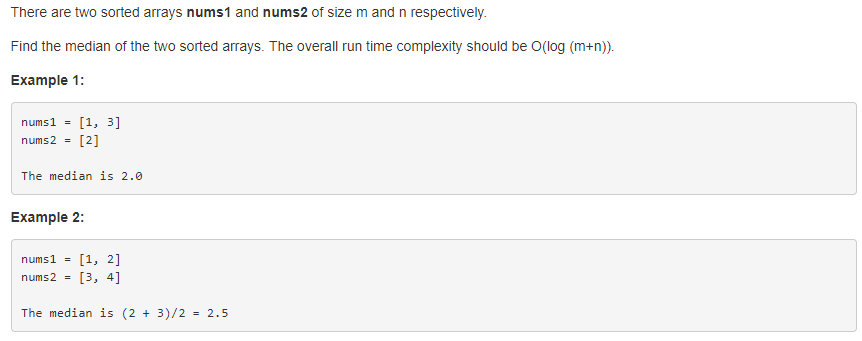 There are two sorted arrays nums1 and nums2 of size m and n respectively.
Find the median of the two sorted arrays. The overall run time complexity should be O(log (m+n)).
Example 1:
nums1 = [1, 3]
nums2 = [2]
The median is 2.0
Example 2:
nums1 = [1, 2]
nums2 = [3, 4]
The median is (2 + 3)/2 = 2.5